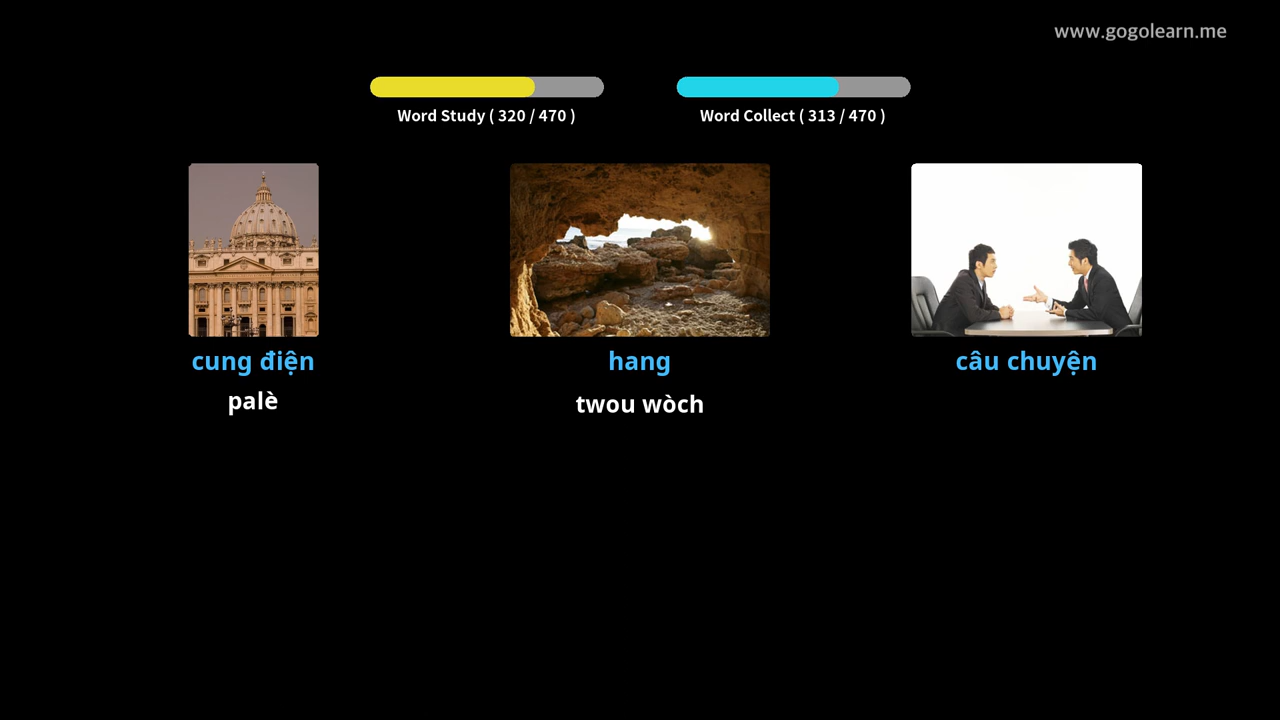 www.gogolearn.me
Word Study ( 320 / 470 )
Word Collect ( 313 / 470 )
cung điện
palè
hang
twou wòch
câu chuyện